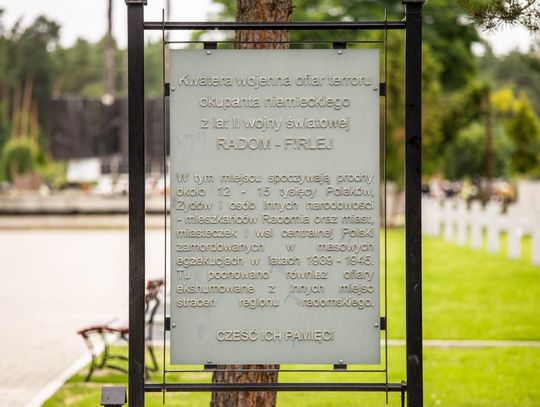 Kwatera wojenna ofiar terroru
okupanta niemieckiego
z lat II wojny światowej
RADOM - FIRLEJ
W tym miejscu spoczywają prochy
około 12 - 15 tysięcy Polaków,
Żydów i osób innych narodowości
- mieszkańców Radomia oraz miast,
miasteczek i wsi centralnej Polski
zamordowanych w masowych
egzekucjach w latach 1939 - 1945.
Tu pochowano również ofiary
ekshumowane z innych miejsc
straceń regionu radomskiego.
CZEŚĆ ICH PAMIĘCI